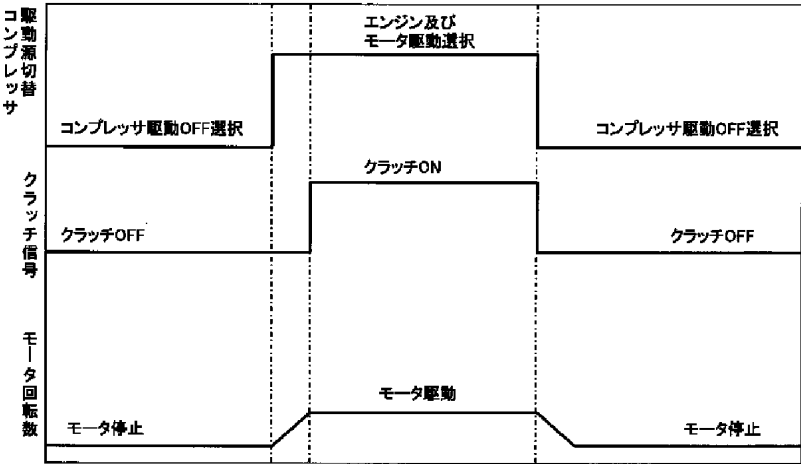 コンプレッサ
駆動源切替
エンジン及び
モータ駆動選択
コンプレッサ駆動OFF選択
コンプレッサ駆動OFF選択
クラッチ信号
クラッチON
クラッチOFF
クラッチOFF
モータ回転数
モータ駆動
モータ停止
モータ停止